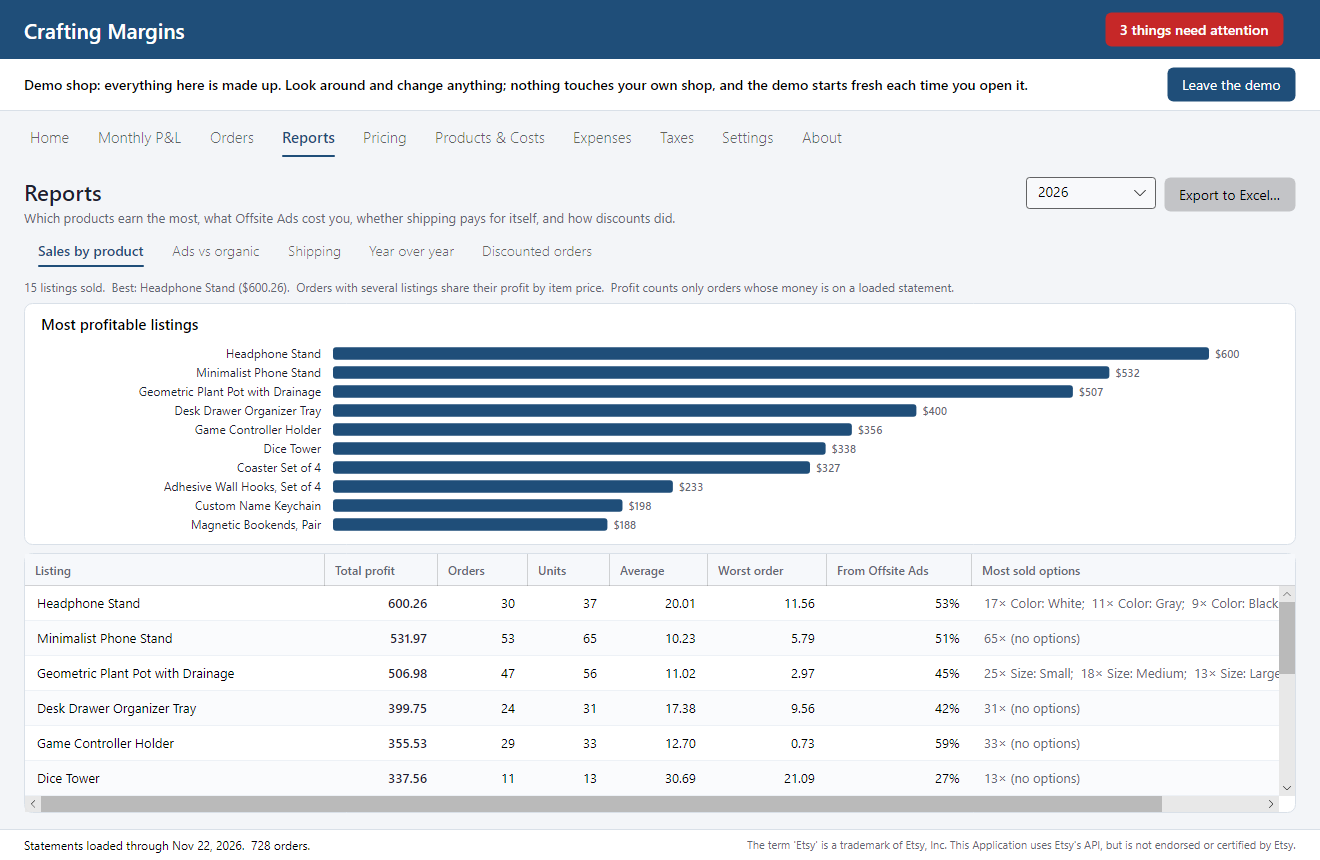 Crafting Margins
3 things need attention
Demo shop: everything here is made up. Look around and change anything; nothing touches your own shop, and the demo starts fresh each time you open it.
Leave the demo
Home Monthly P&L Orders Reports Pricing Products & Costs Expenses Taxes Settings About
Reports
2026
Export to Excel...
Which products earn the most, what Offsite Ads cost you, whether shipping pays for itself, and how discounts did.
Sales by product Ads vs organic Shipping Year over year Discounted orders
15 listings sold. Best: Headphone Stand ($600.26). Orders with several listings share their profit by item price. Profit counts only orders whose money is on a loaded statement.
Most profitable listings
Headphone Stand $600
Minimalist Phone Stand $532
Geometric Plant Pot with Drainage $507
Desk Drawer Organizer Tray $400
Game Controller Holder $356
Dice Tower $338
Coaster Set of 4 $327
Adhesive Wall Hooks, Set of 4 $233
Custom Name Keychain $198
Magnetic Bookends, Pair $188
Listing Total profit Orders Units Average Worst order From Offsite Ads Most sold options
Headphone Stand 600.26 30 37 20.01 11.56 53% 17× Color: White; 11× Color: Gray; 9× Color: Black
Minimalist Phone Stand 531.97 53 65 10.23 5.79 51% 65× (no options)
Geometric Plant Pot with Drainage 506.98 47 56 11.02 2.97 45% 25× Size: Small; 18× Size: Medium; 13× Size: Large
Desk Drawer Organizer Tray 399.75 24 31 17.38 9.56 42% 31× (no options)
Game Controller Holder 355.53 29 33 12.70 0.73 59% 33× (no options)
Dice Tower 337.56 11 13 30.69 21.09 27% 13× (no options)
Statements loaded through Nov 22, 2026. 728 orders.
The term 'Etsy' is a trademark of Etsy, Inc. This Application uses Etsy's API, but is not endorsed or certified by Etsy.